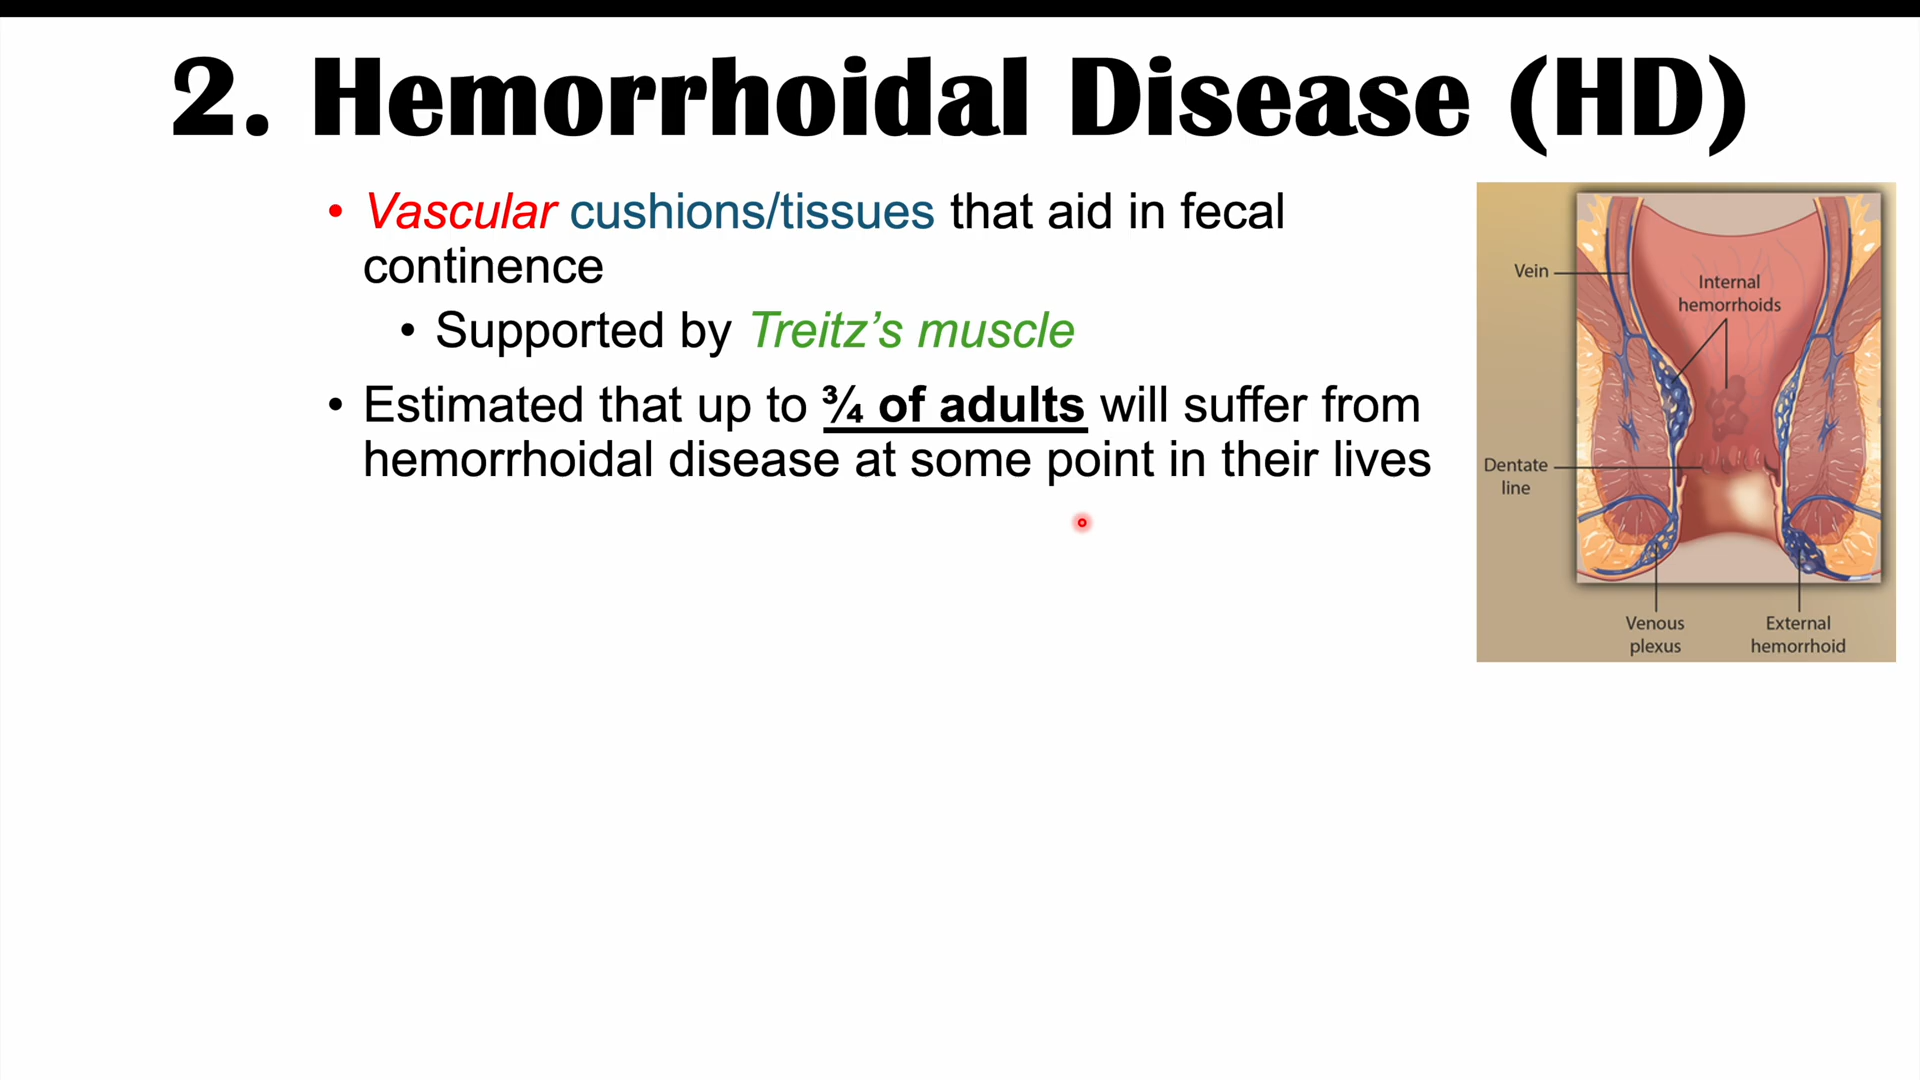 2. Hemorrhoidal Disease (HD)
• Vascular cushions/tissues that aid in fecal
continence
• Supported by Treitz’s muscle
• Estimated that up to ¾ of adults will suffer from
hemorrhoidal disease at some point in their lives
Vein
Internal
hemorrhoids
Dentate
line
Venous
plexus
External
hemorrhoid